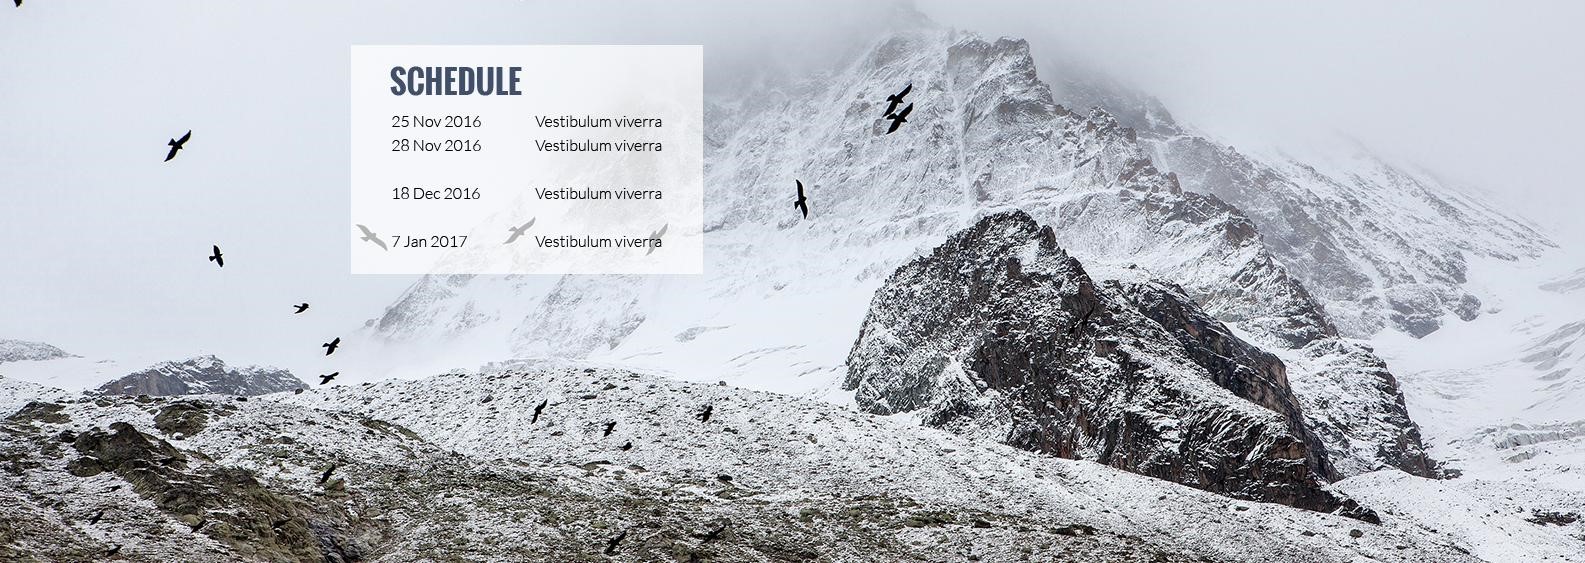 SCHEDULE
25 Nov 2016 Vestibulum viverra
28 Nov 2016 Vestibulum viverra
18 Dec 2016 Vestibulum viverra
7 Jan 2017 Vestibulum viverra